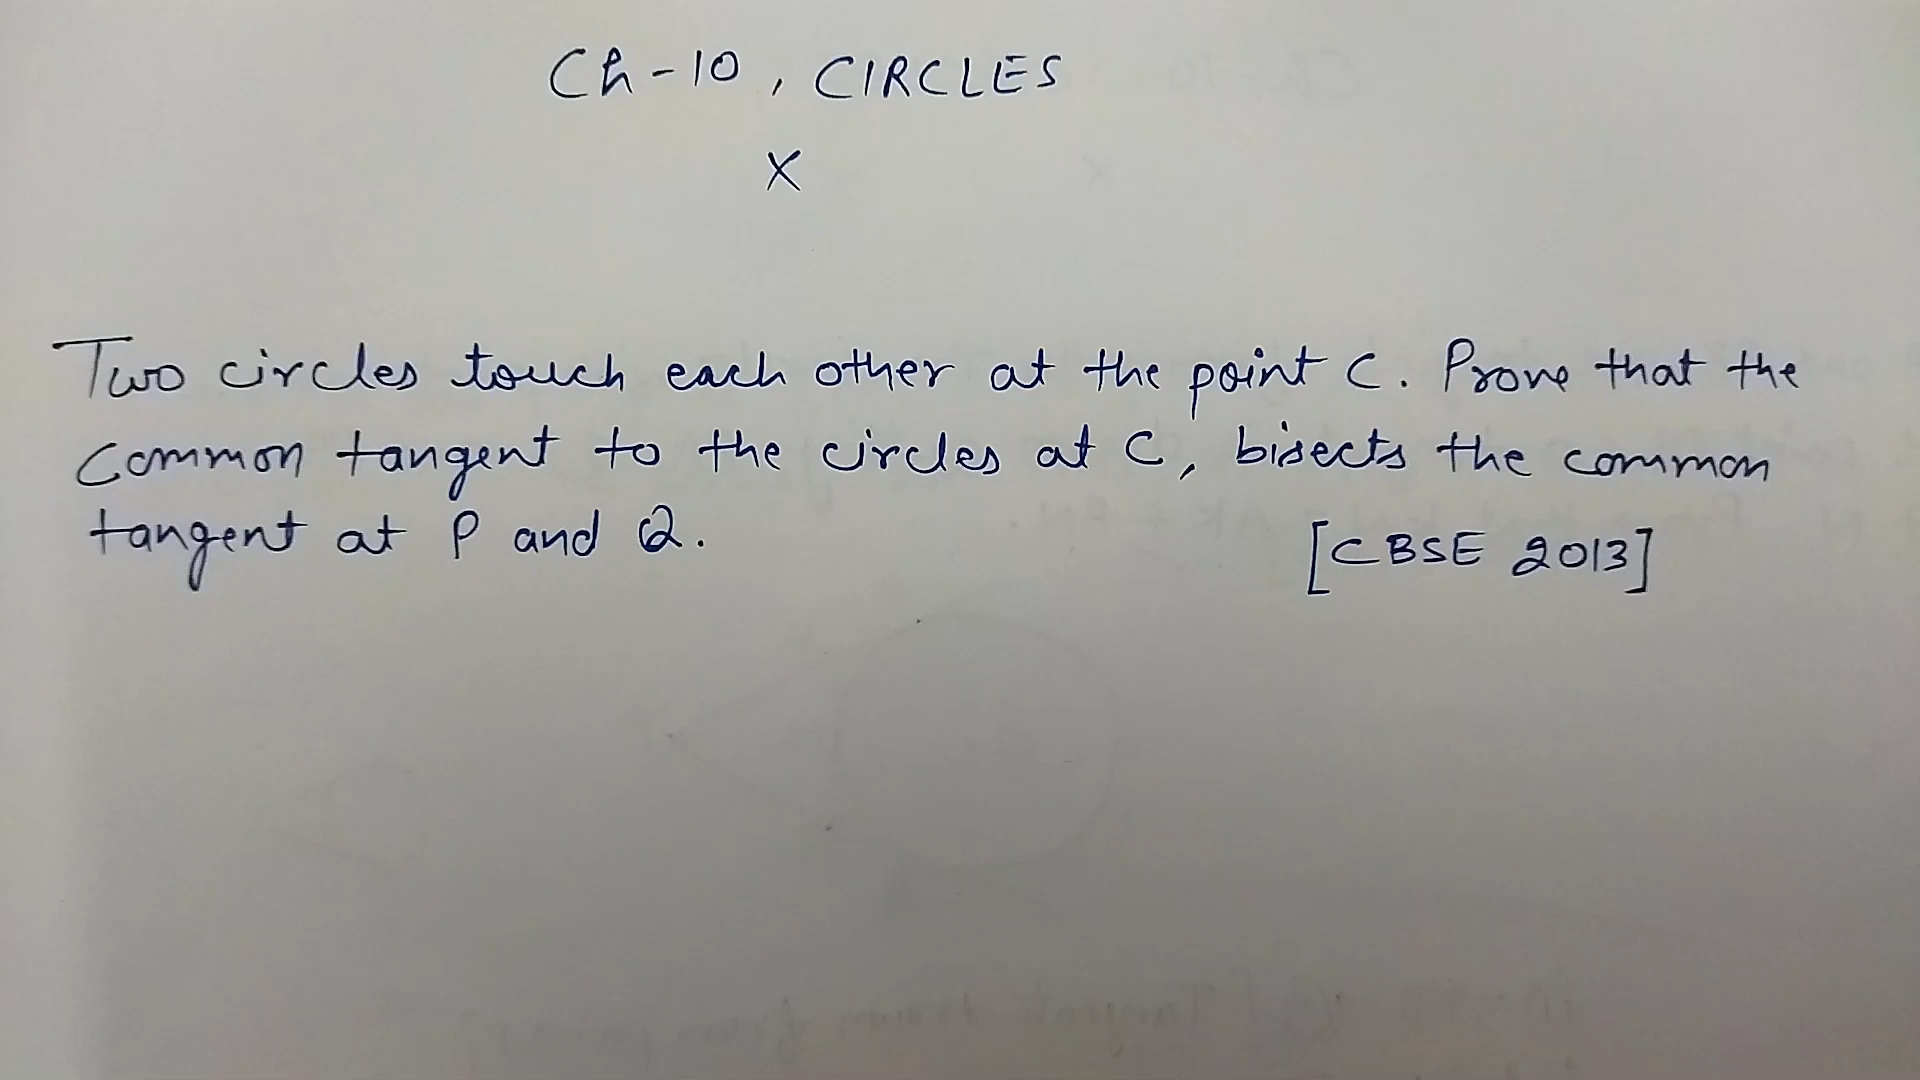 Ch-10, CIRCLES
X
Two circles touch each other at the point C. Prove that the
common tangent to the circles at C, bisects the common
tangent at P and Q.
[CBSE 2013]